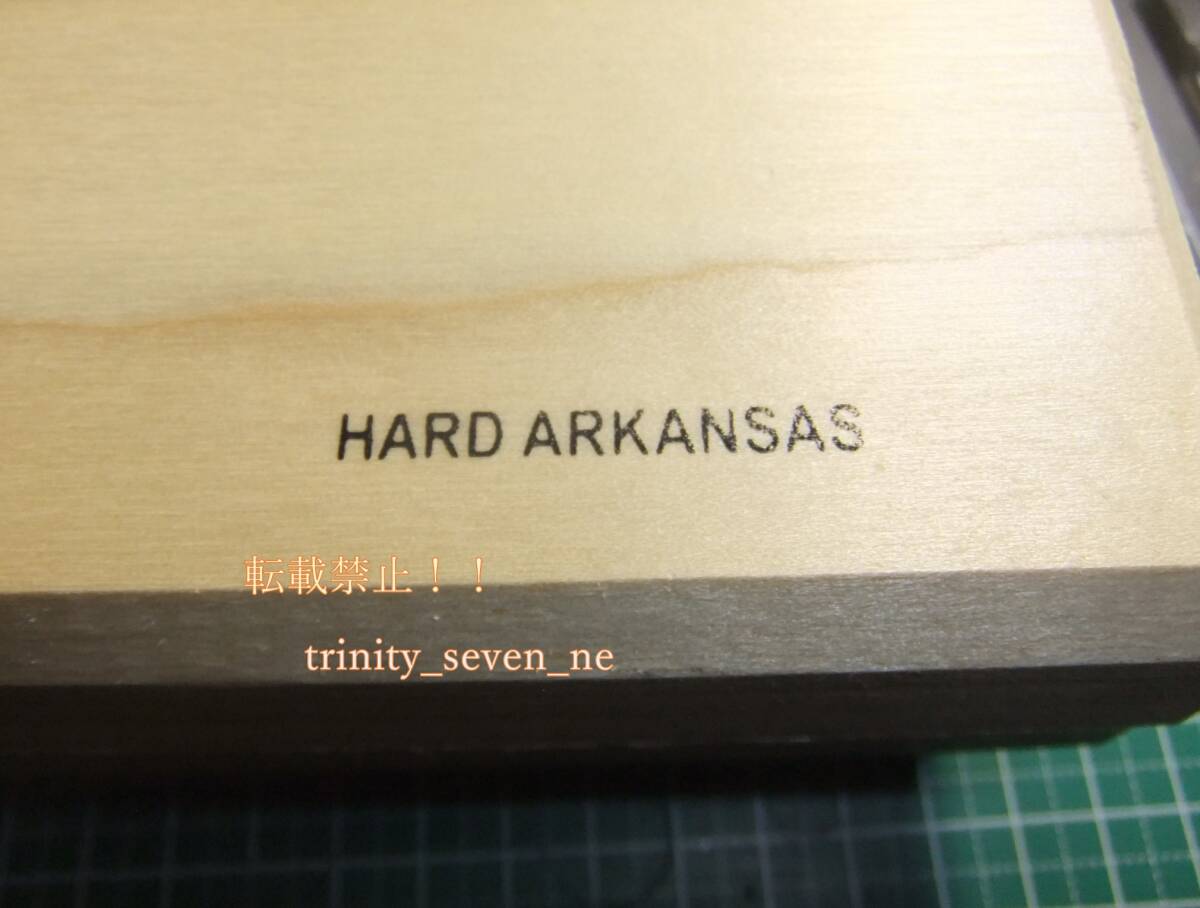 HARD ARKANSAS
転載禁止！！
trinity_seven_ne